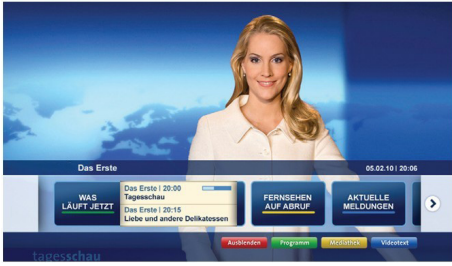 Das Erste
05.02.10 | 20:06
WAS
LÄUFT JETZT
Das Erste | 20:00
Tagesschau
Das Erste | 20:15
Liebe und andere Delikatessen
FERNSEHEN
AUF ABRUF
AKTUELLE
MELDUNGEN
Ausblenden
Programm
Mediathek
Videotext
tagesschau